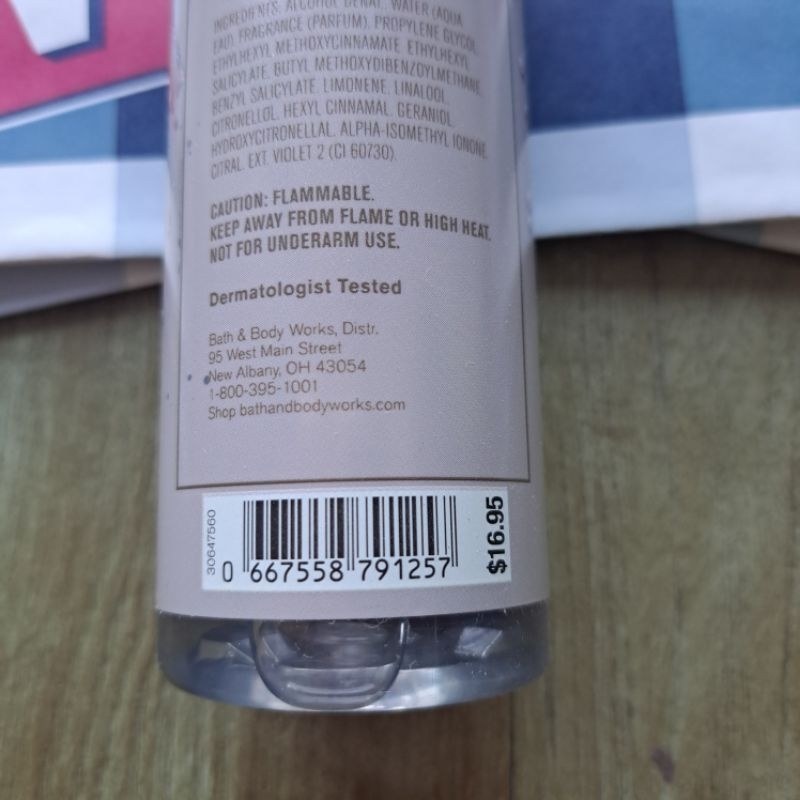 INGREDIENTS: ALCOHOL DENAT., WATER (AQUA,
EAU), FRAGRANCE (PARFUM), PROPYLENE GLYCOL,
ETHYLHEXYL METHOXYCINNAMATE, ETHYLHEXYL
SALICYLATE, BUTYL METHOXYDIBENZOYLMETHANE,
BENZYL SALICYLATE, LIMONENE, LINALOOL,
CITRONELLOL, HEXYL CINNAMAL, GERANIOL,
HYDROXYCITRONELLAL, ALPHA-ISOMETHYL IONONE,
CITRAL, EXT. VIOLET 2 (CI 60730).
CAUTION: FLAMMABLE.
KEEP AWAY FROM FLAME OR HIGH HEAT.
NOT FOR UNDERARM USE.
Dermatologist Tested
Bath & Body Works, Distr.
95 West Main Street
New Albany, OH 43054
1-800-395-1001
Shop bathandbodyworks.com
30647560
0 667558 791257
$16.95